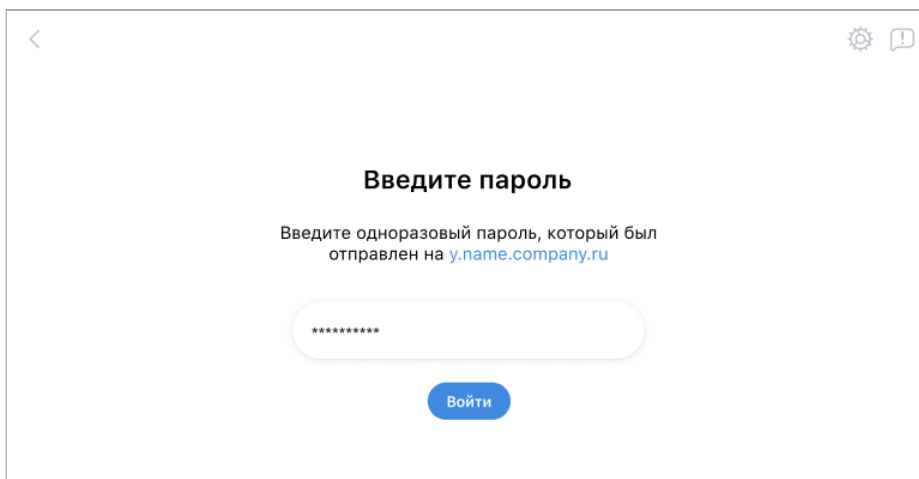 Введите пароль
Введите одноразовый пароль, который был
отправлен на y.name.company.ru
**********
Войти